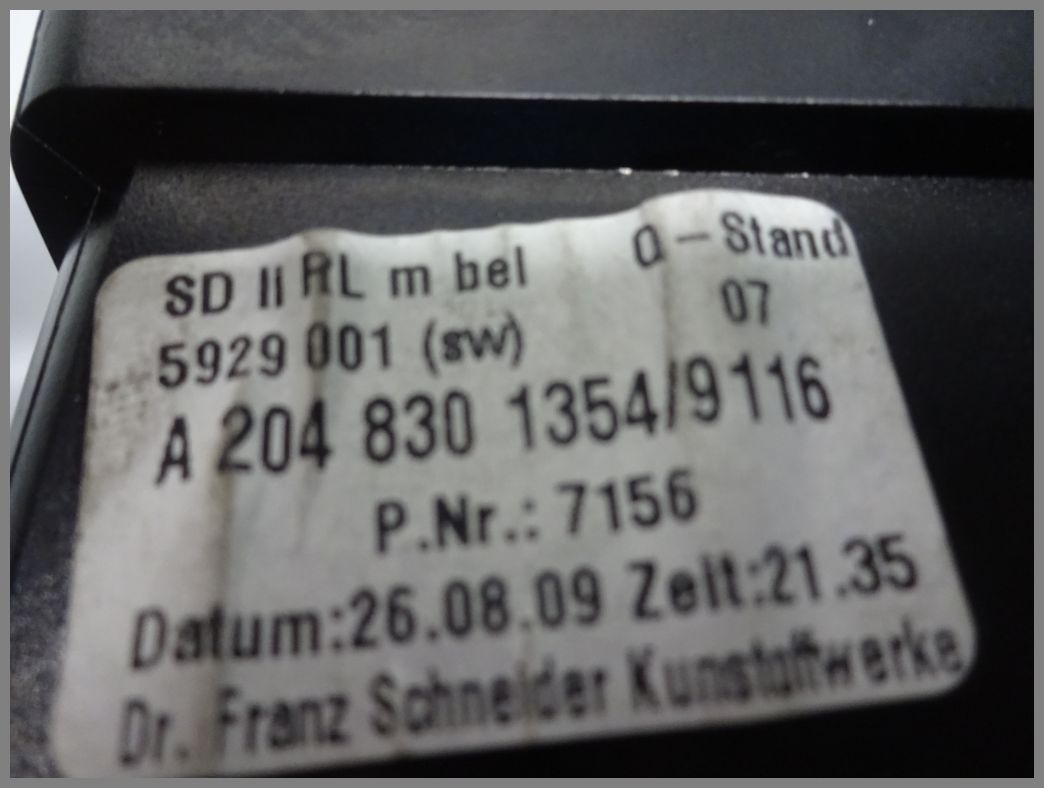 SD li RL m bel α – Stand
5929 001 (sw) 07
A 204 830 1354/9116
P.Nr.: 7156
Datum:26.08.09 Zeit:21.35
Dr. Franz Schneider Kunstoffwerke